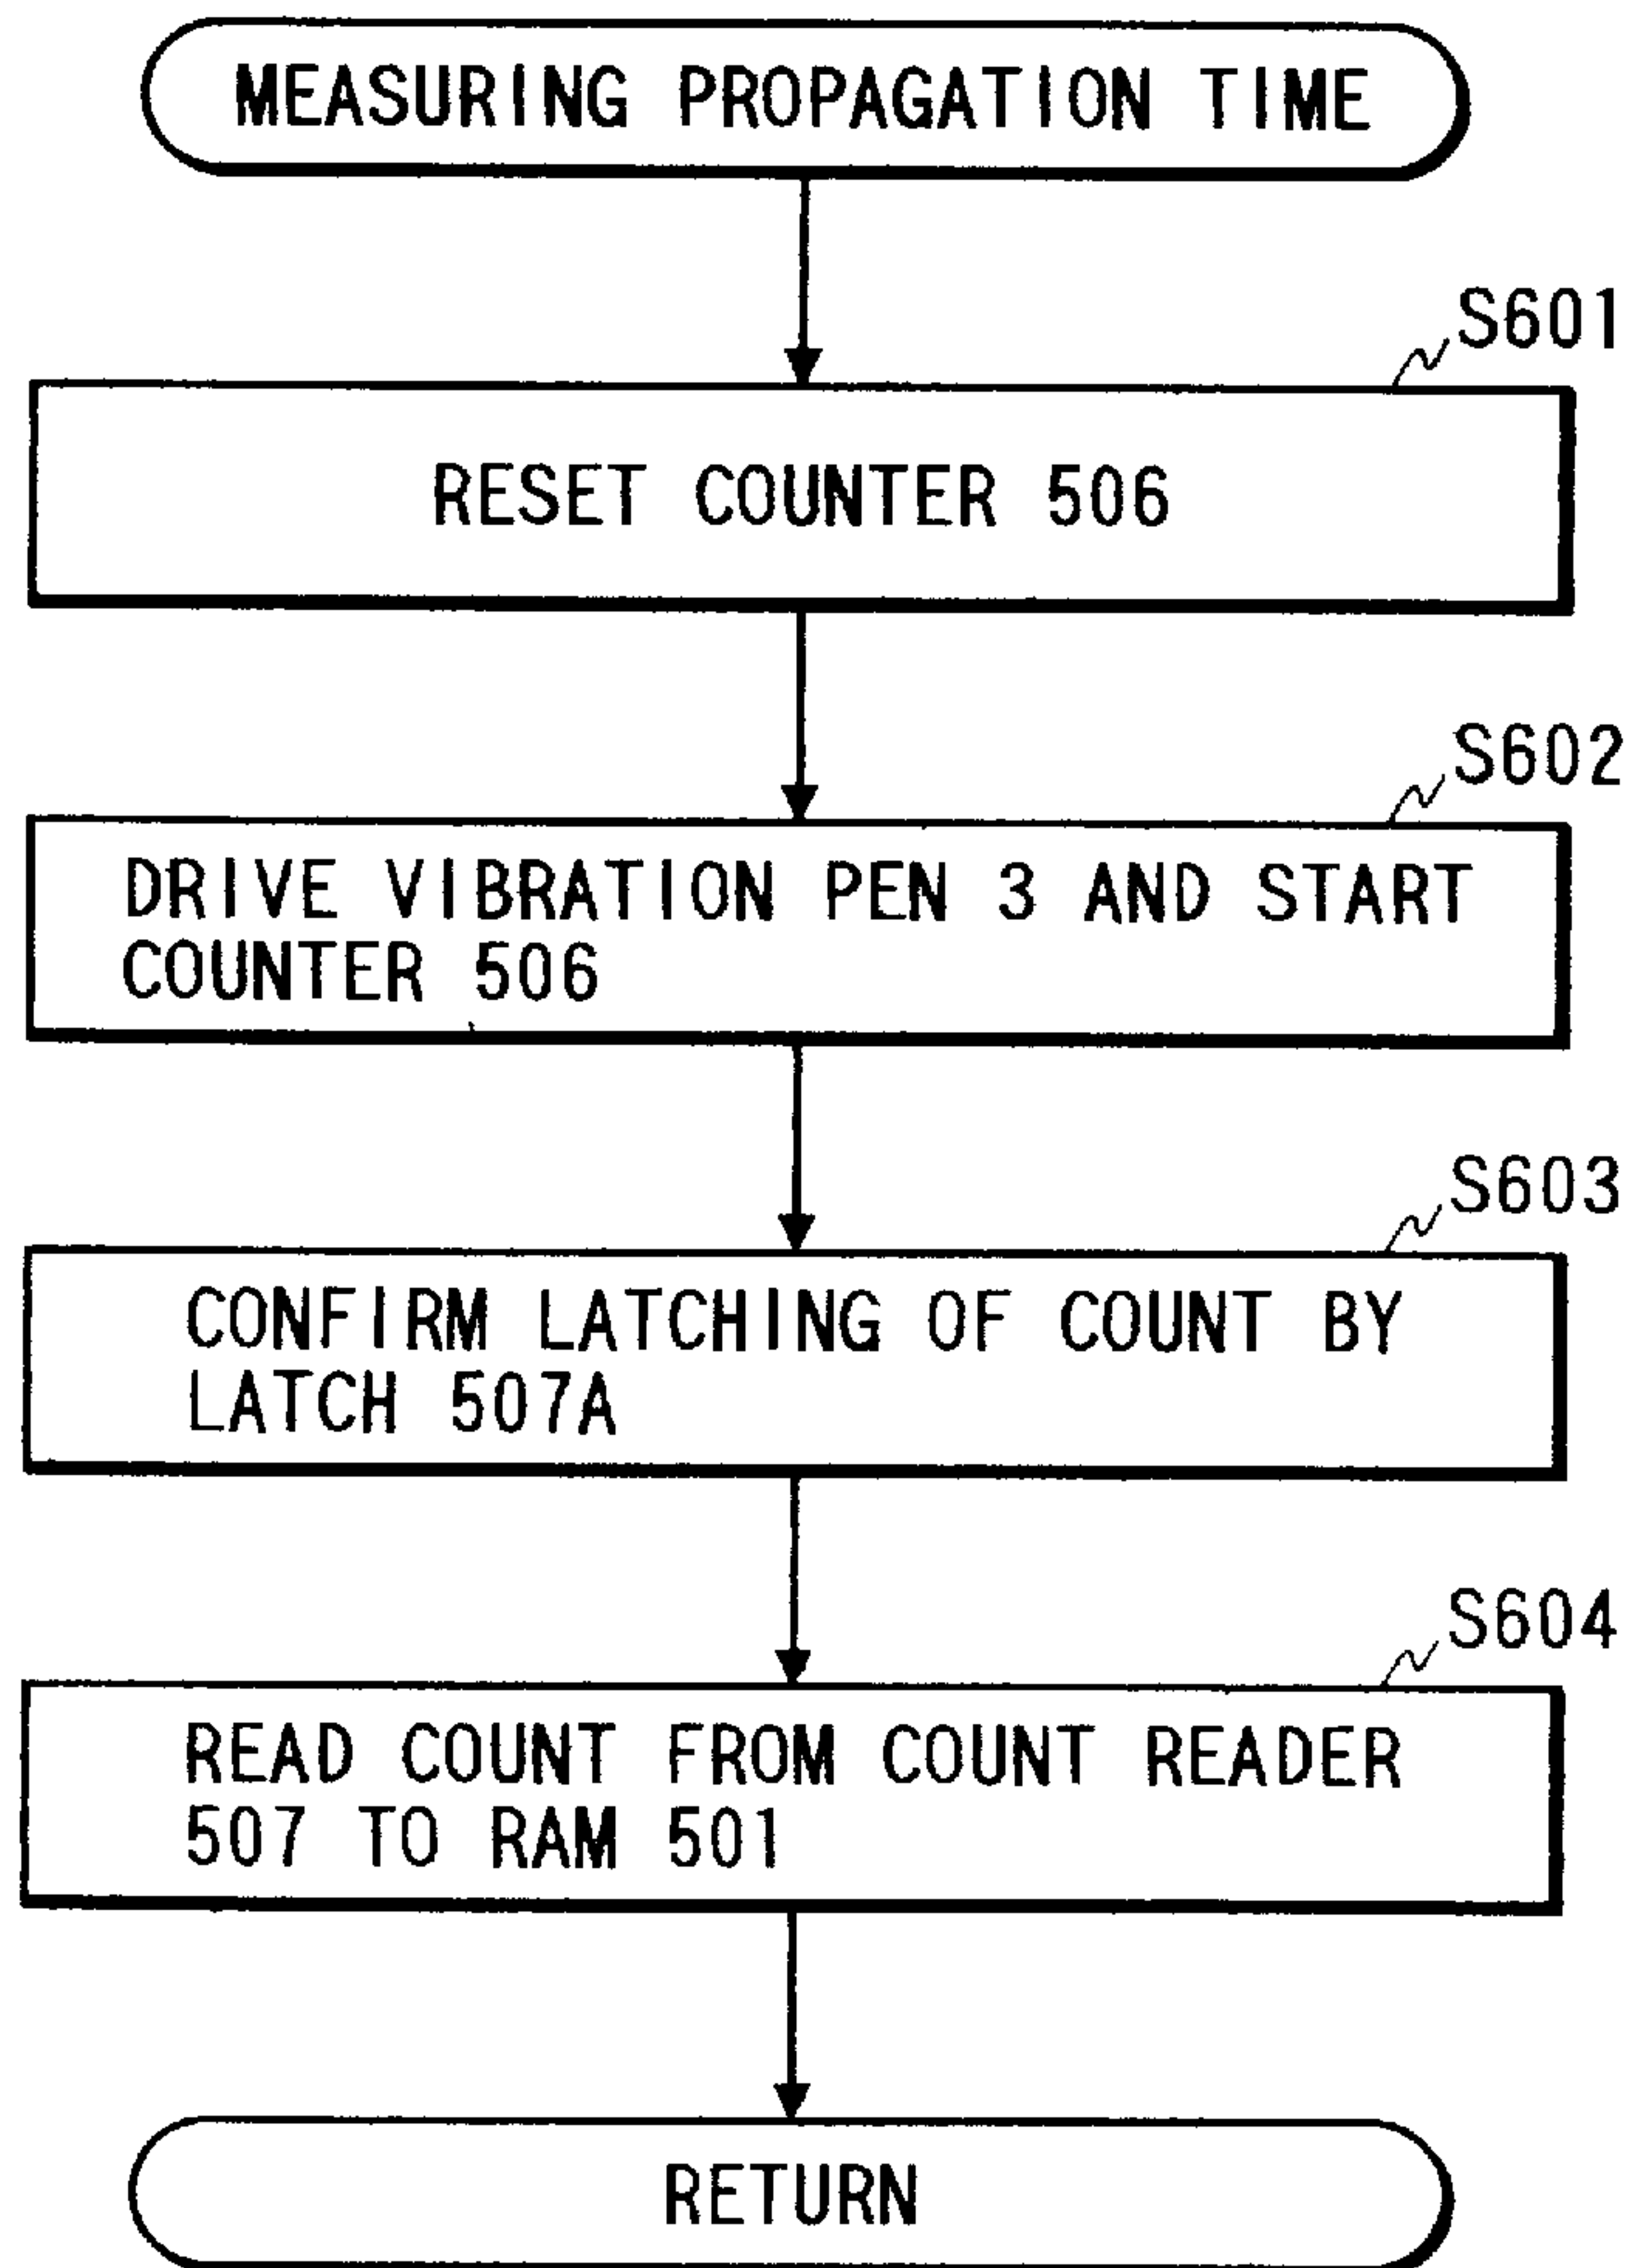 MEASURING PROPAGATION TIME
S601
RESET COUNTER 506
S602
DRIVE VIBRATION PEN 3 AND START
COUNTER 506
S603
CONFIRM LATCHING OF COUNT BY
LATCH 507A
S604
READ COUNT FROM COUNT READER
507 TO RAM 501
RETURN